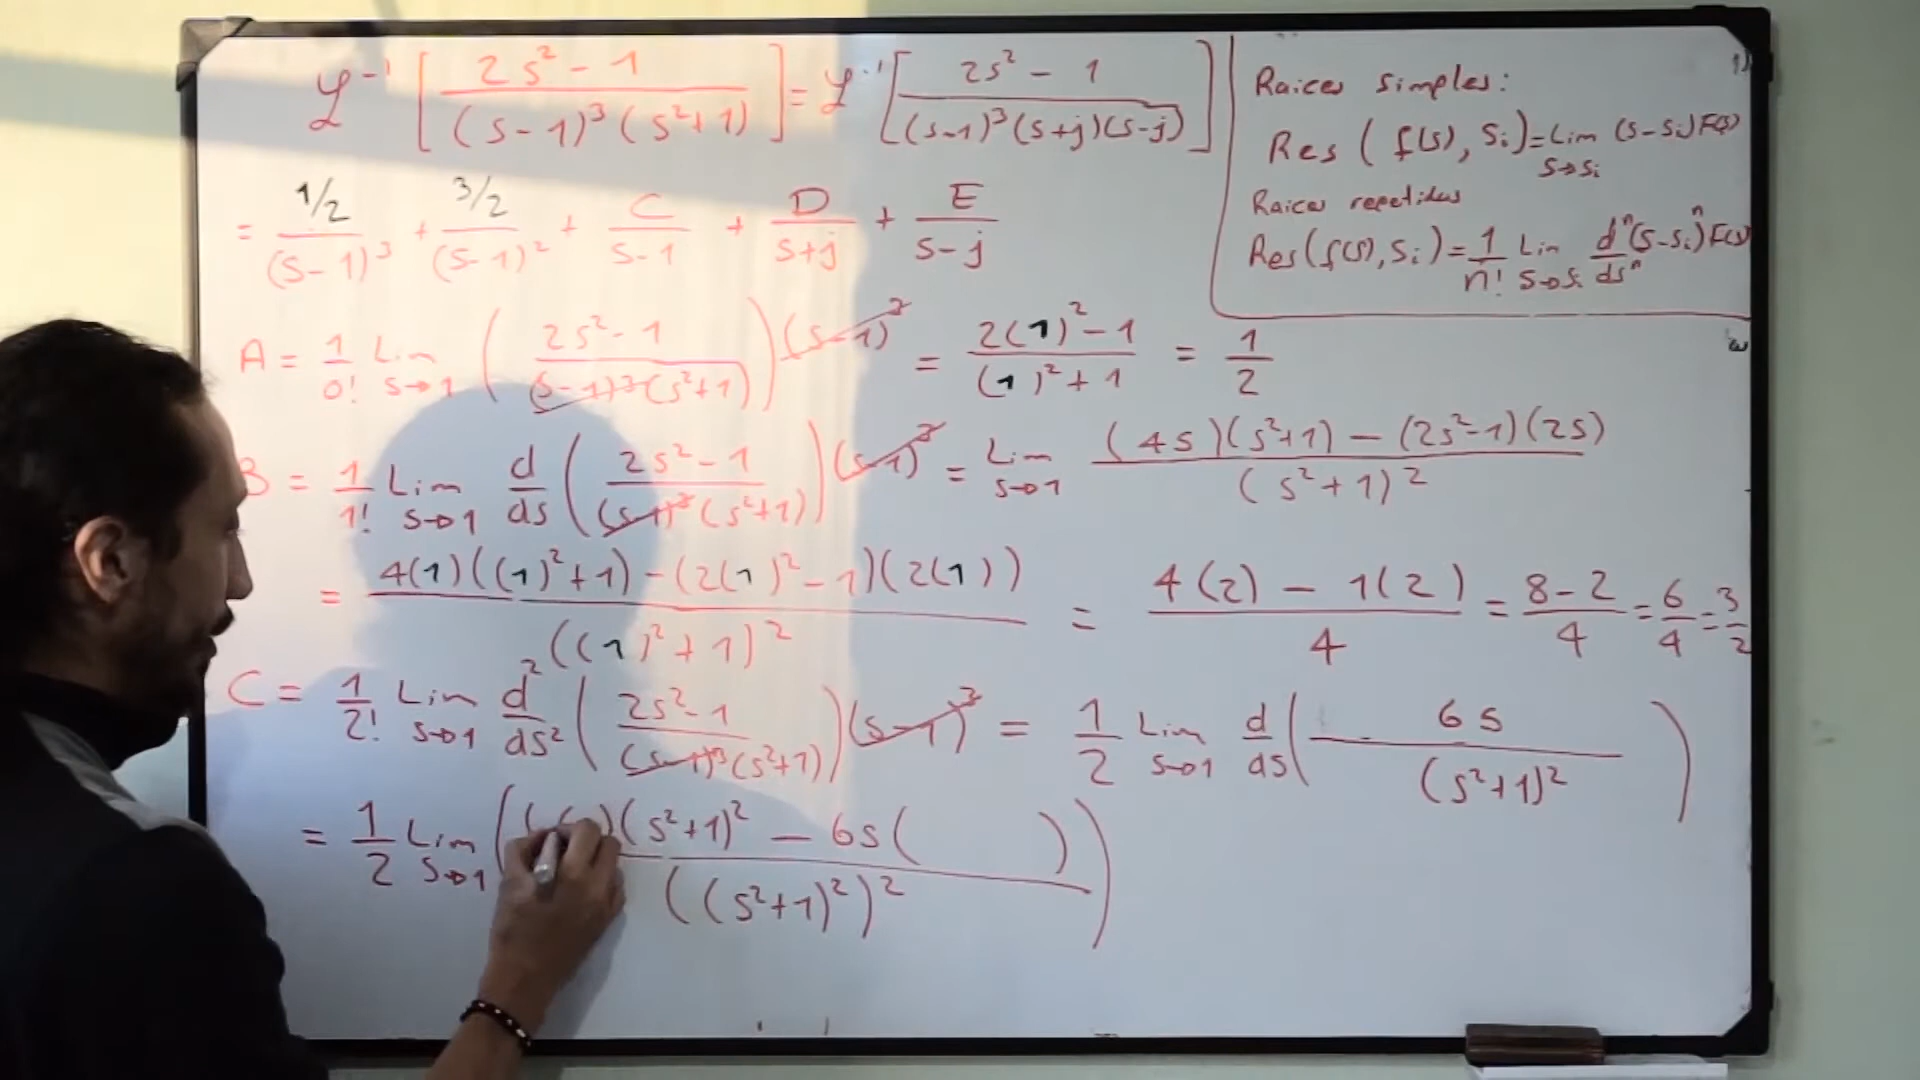 ℒ⁻¹ [ (2s² - 1) / ((s-1)³ (s²+1)) ] = ℒ⁻¹ [ (2s² - 1) / ((s-1)³(s+j)(s-j)) ]
= (1/2)/(s-1)³ + (3/2)/(s-1)² + C/(s-1) + D/(s+j) + E/(s-j)
A = 1/0! Lim s→1 ( (2s² - 1) / ((s-1)³(s²+1)) ) (s-1)³ = (2(1)² - 1) / ((1)² + 1) = 1/2
B = 1/1! Lim s→1 d/ds ( (2s² - 1) / ((s-1)³(s²+1)) ) (s-1)³ = Lim s→1 ( (4s)(s²+1) - (2s²-1)(2s) ) / (s²+1)²
= ( 4(1)((1)²+1) - (2(1)²-1)(2(1)) ) / ((1)²+1)² = ( 4(2) - 1(2) ) / 4 = (8-2)/4 = 6/4 = 3/2
C = 1/2! Lim s→1 d²/ds² ( (2s²-1) / ((s-1)³(s²+1)) ) (s-1)³ = 1/2 Lim s→1 d/ds ( 6s / (s²+1)² )
= 1/2 Lim s→1 ( ( )(s²+1)² - 6s( ) / ((s²+1)²)² )
Raices simples:
Res ( f(s), Si ) = Lim s→si (s-si) F(s)
Raices repetidas
Res(f(s), Si) = 1/n! Lim s→si dⁿ/dsⁿ (s-si)ⁿ F(s)